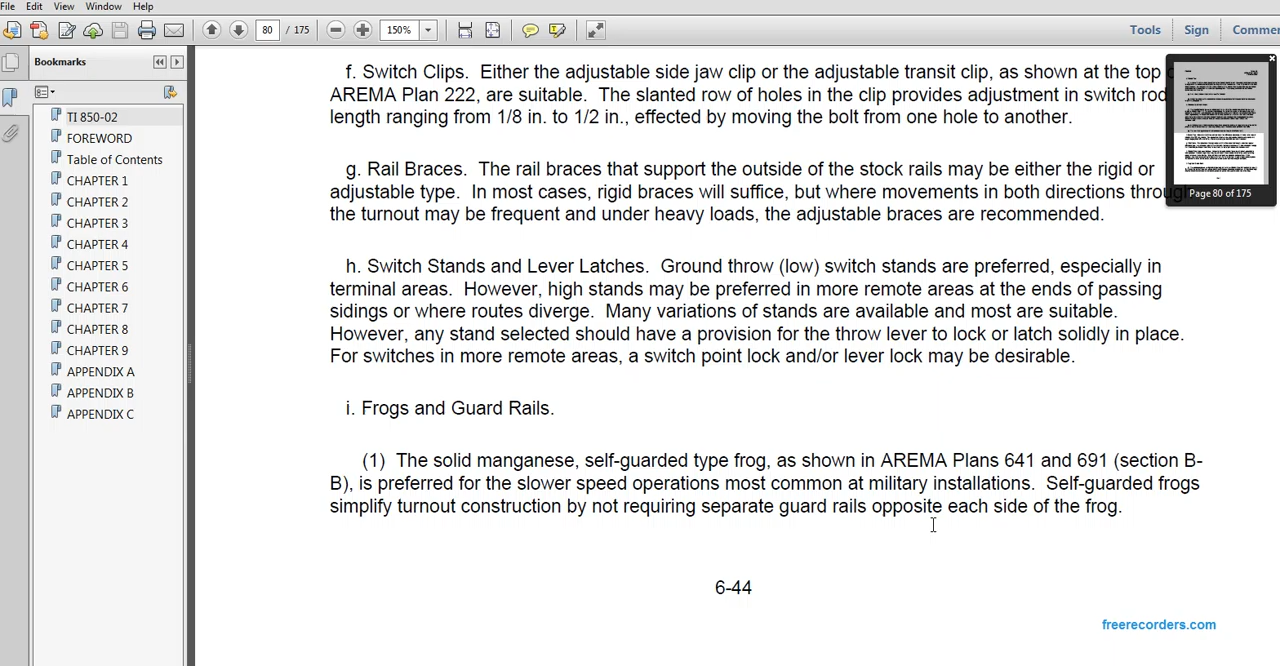 File Edit View Window Help
80 / 175 150% Tools Sign Commen
Bookmarks
TI 850-02
FOREWORD
Table of Contents
CHAPTER 1
CHAPTER 2
CHAPTER 3
CHAPTER 4
CHAPTER 5
CHAPTER 6
CHAPTER 7
CHAPTER 8
CHAPTER 9
APPENDIX A
APPENDIX B
APPENDIX C
f. Switch Clips. Either the adjustable side jaw clip or the adjustable transit clip, as shown at the top o
AREMA Plan 222, are suitable. The slanted row of holes in the clip provides adjustment in switch rod
length ranging from 1/8 in. to 1/2 in., effected by moving the bolt from one hole to another.
g. Rail Braces. The rail braces that support the outside of the stock rails may be either the rigid or
adjustable type. In most cases, rigid braces will suffice, but where movements in both directions through
the turnout may be frequent and under heavy loads, the adjustable braces are recommended.
h. Switch Stands and Lever Latches. Ground throw (low) switch stands are preferred, especially in
terminal areas. However, high stands may be preferred in more remote areas at the ends of passing
sidings or where routes diverge. Many variations of stands are available and most are suitable.
However, any stand selected should have a provision for the throw lever to lock or latch solidly in place.
For switches in more remote areas, a switch point lock and/or lever lock may be desirable.
i. Frogs and Guard Rails.
(1) The solid manganese, self-guarded type frog, as shown in AREMA Plans 641 and 691 (section B-
B), is preferred for the slower speed operations most common at military installations. Self-guarded frogs
simplify turnout construction by not requiring separate guard rails opposite each side of the frog.
6-44
Page 80 of 175
freerecorders.com